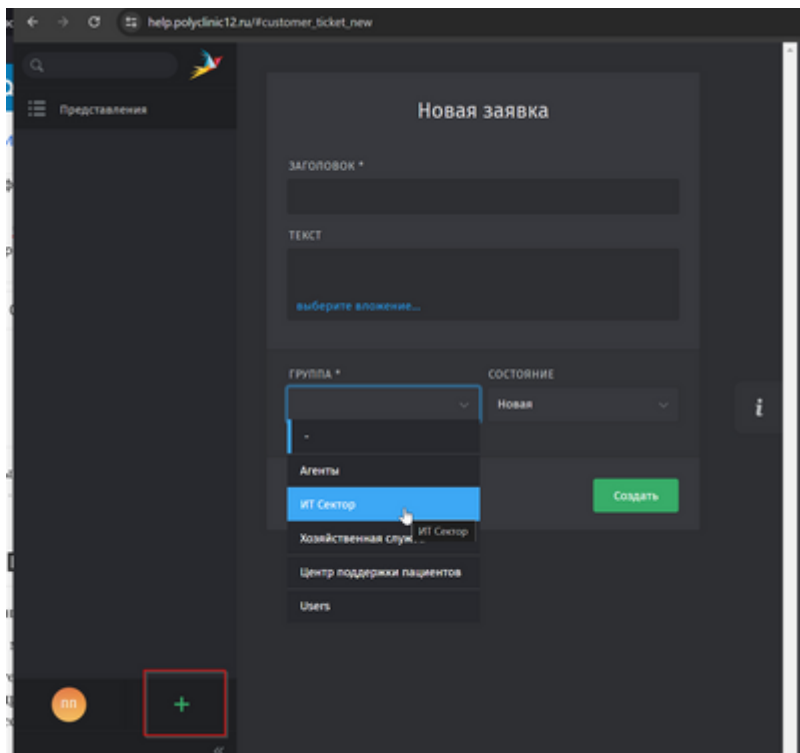 help.polyclinic12.ru/#customer_ticket_new
Представления
Новая заявка
ЗАГОЛОВОК *
ТЕКСТ
выберите вложение...
ГРУППА *
СОСТОЯНИЕ
Новая
-
Агенты
ИТ Сектор
Создать
ИТ Сектор
Хозяйственная служ
Центр поддержки пациентов
Users
ПП